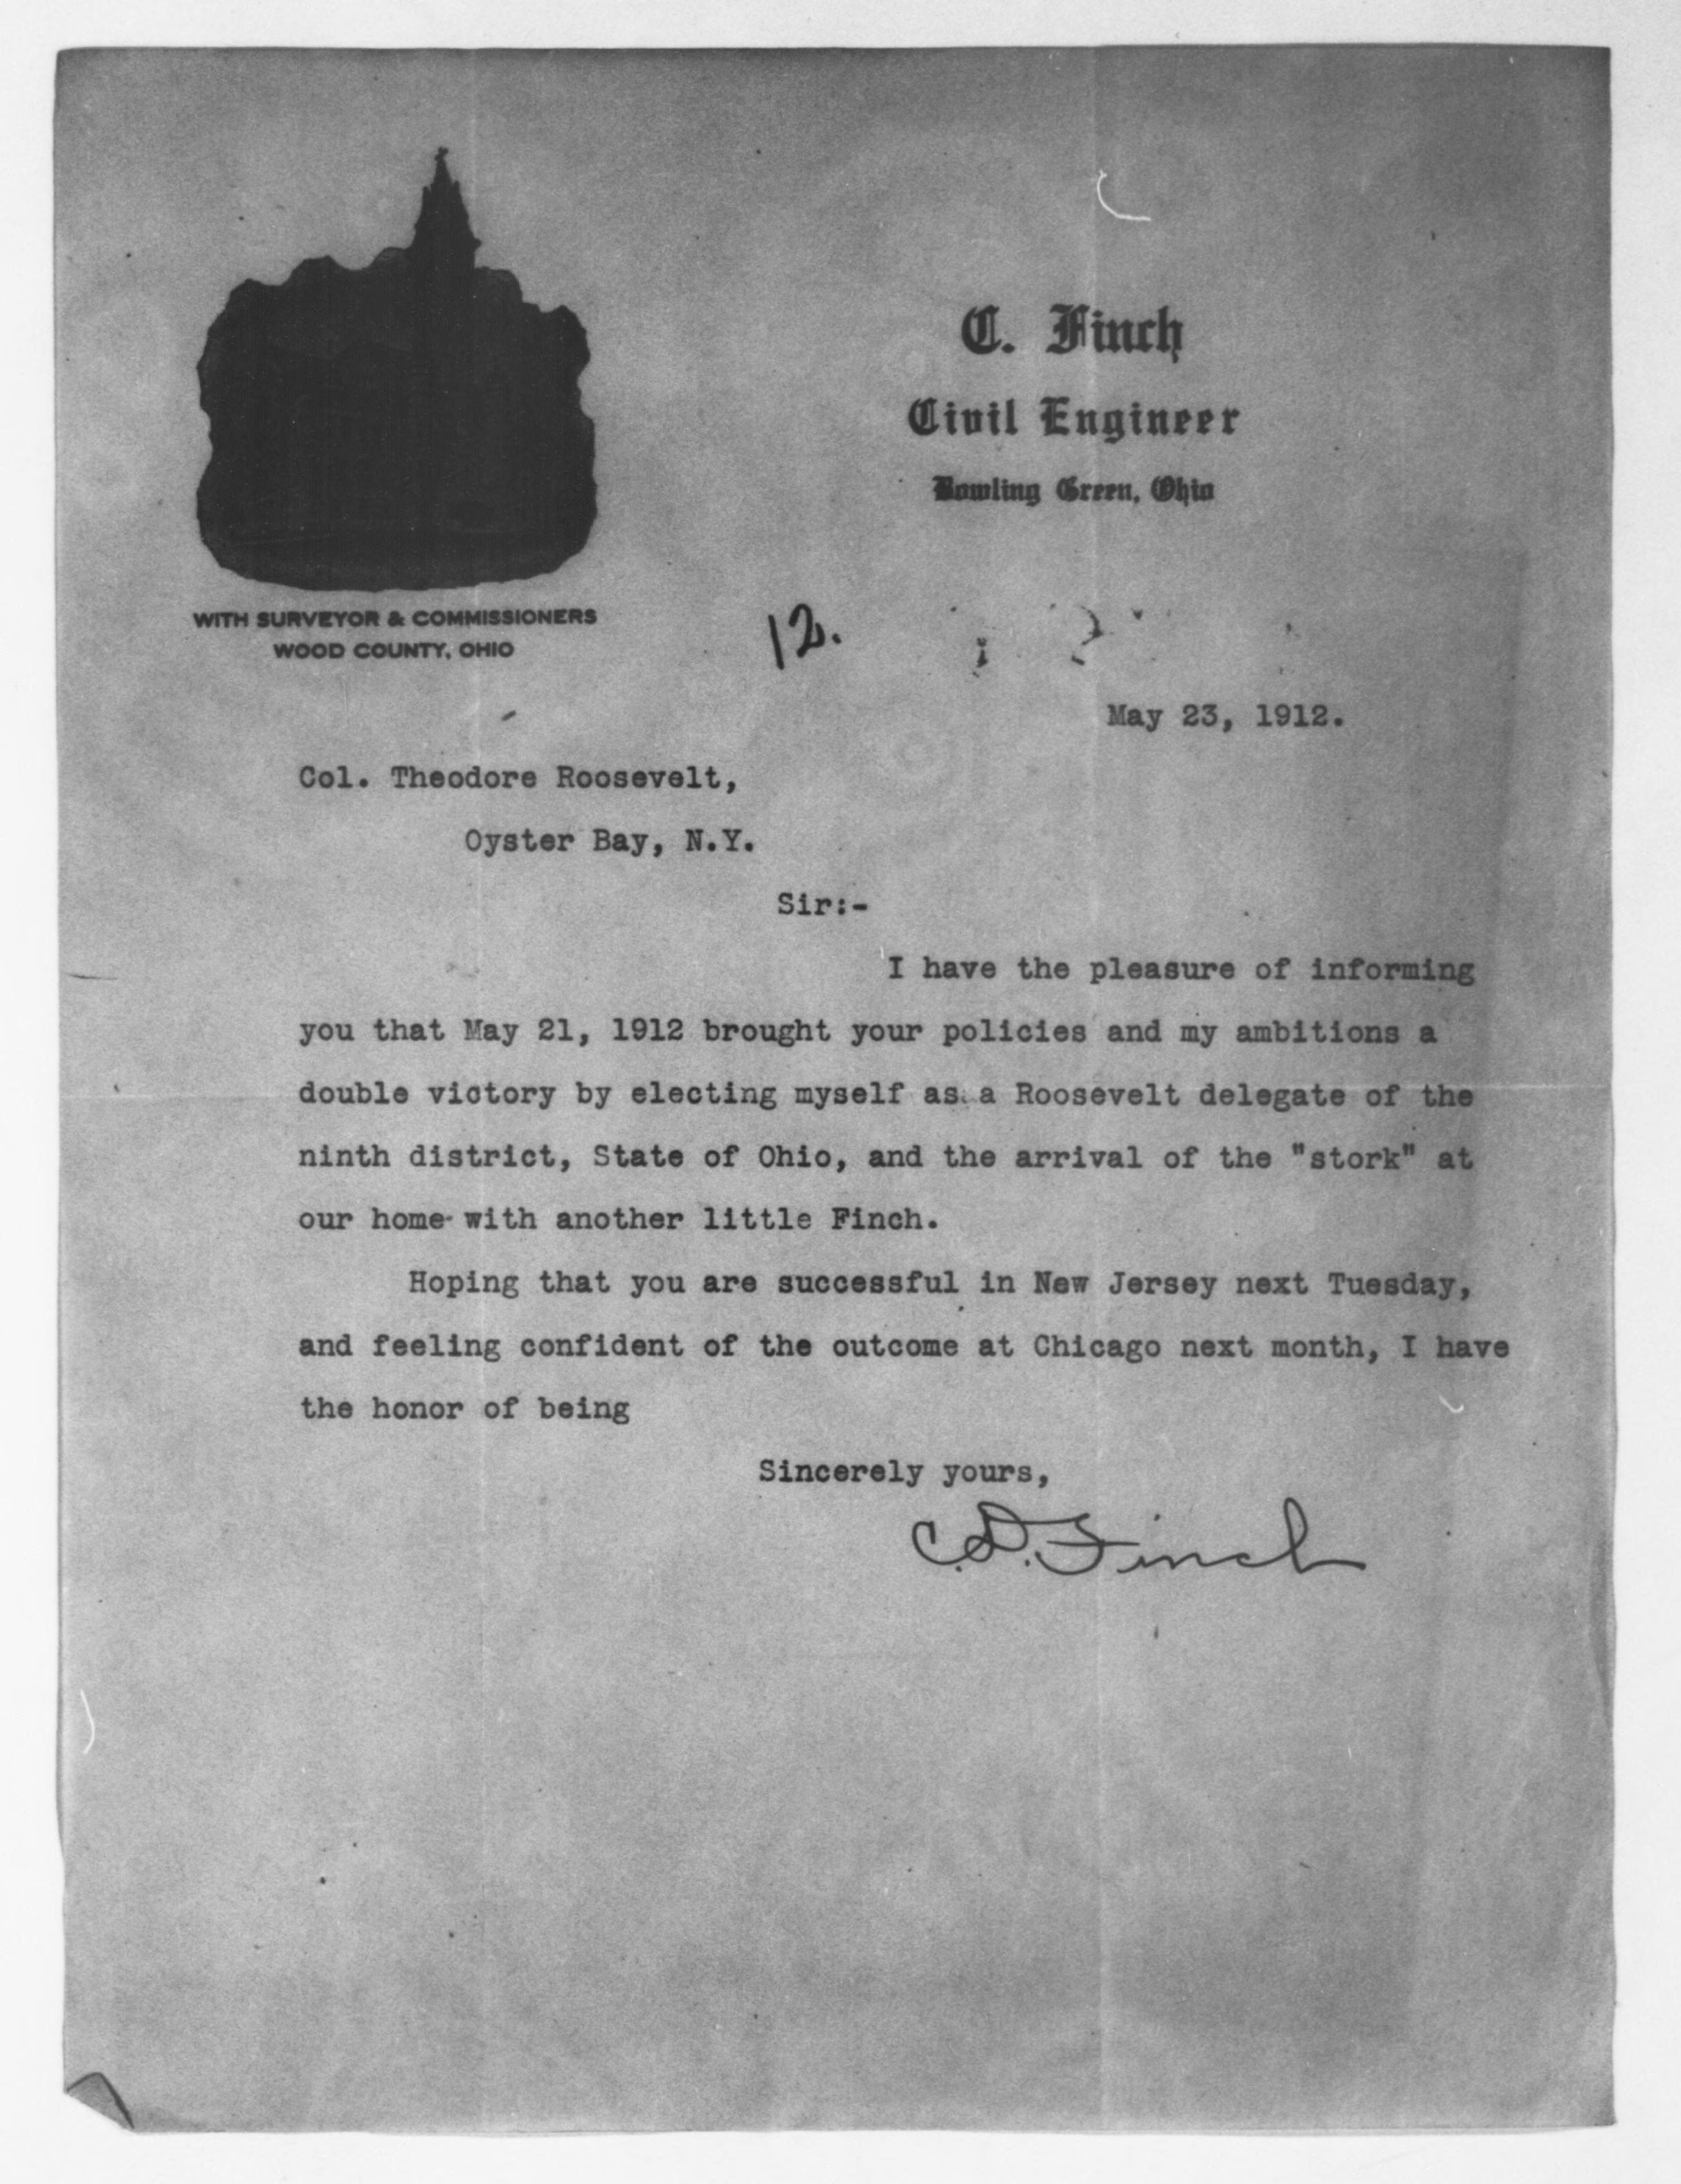 C. Finch
Civil Engineer
Bowling Green, Ohio
WITH SURVEYOR & COMMISSIONERS
WOOD COUNTY, OHIO
12.
May 23, 1912.
Col. Theodore Roosevelt,
Oyster Bay, N.Y.
Sir:-
I have the pleasure of informing
you that May 21, 1912 brought your policies and my ambitions a
double victory by electing myself as a Roosevelt delegate of the
ninth district, State of Ohio, and the arrival of the "stork" at
our home with another little Finch.
Hoping that you are successful in New Jersey next Tuesday,
and feeling confident of the outcome at Chicago next month, I have
the honor of being
Sincerely yours,
C.D. Finch